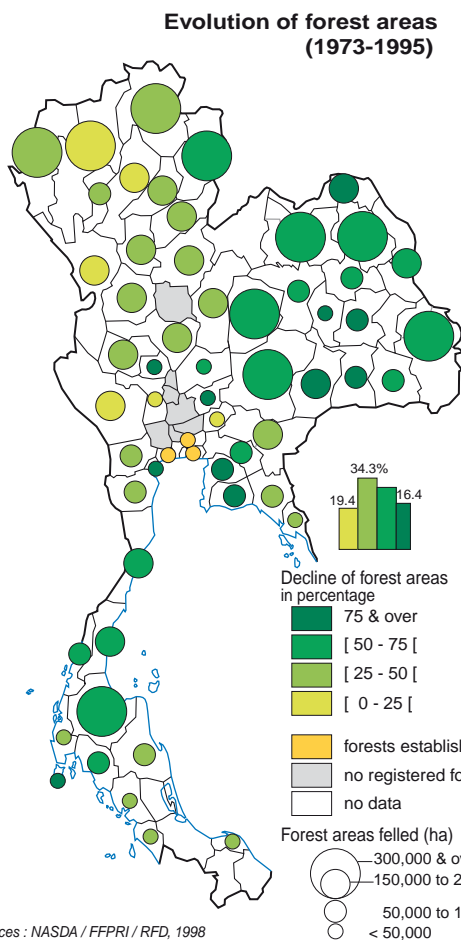 Evolution of forest areas
(1973-1995)
34.3%
19.4
16.4
Decline of forest areas
in percentage
75 & over
[ 50 - 75 [
[ 25 - 50 [
[ 0 - 25 [
forests establish
no registered fo
no data
Forest areas felled (ha)
300,000 & o
150,000 to 2
50,000 to 1
< 50,000
ces : NASDA / FFPRI / RFD, 1998